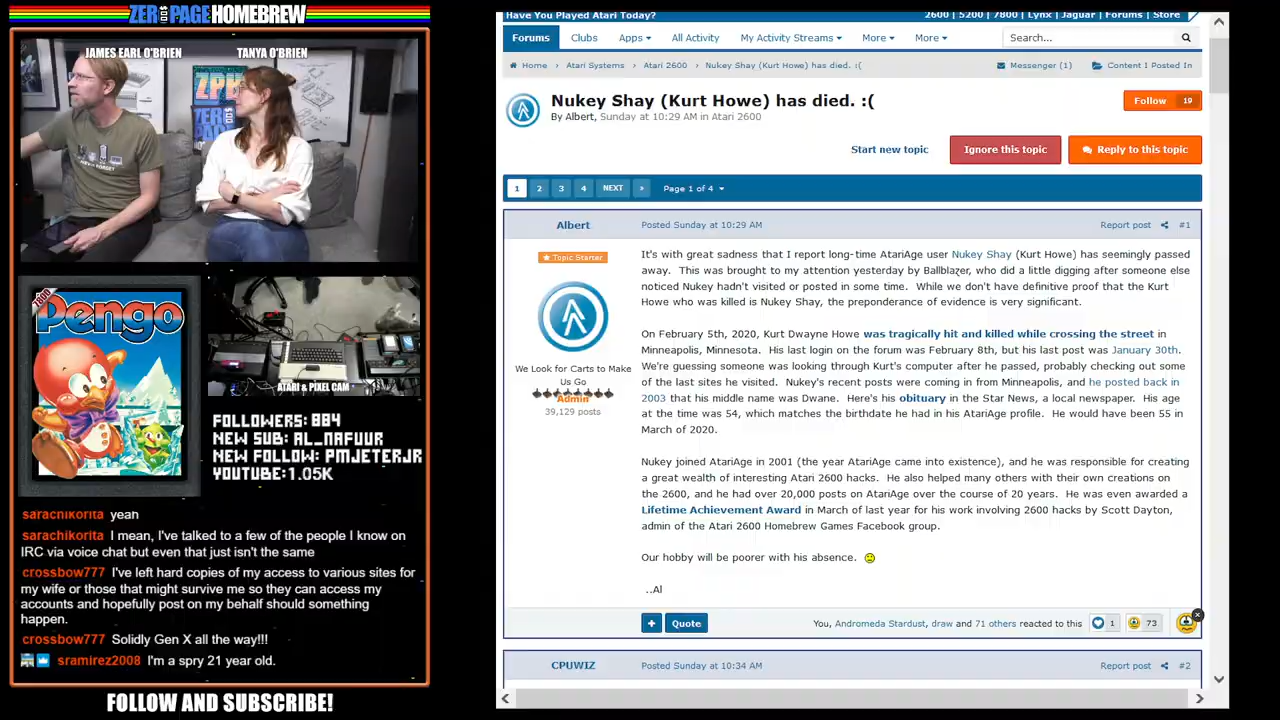 ZERO PAGE HOMEBREW
JAMES EARL O'BRIEN
TANYA O'BRIEN
ZPH
Pengo
ATARI & PIXEL CAM
FOLLOWERS: 884
NEW SUB: AL_NAFUUR
NEW FOLLOW: PMJETERJR
YOUTUBE:1.05K
sarachikorita yeah
sarachikorita I mean, I've talked to a few of the people I know on
IRC via voice chat but even that just isn't the same
crossbow777 I've left hard copies of my access to various sites for
my wife or those that might survive me so they can access my
accounts and hopefully post on my behalf should something
happen.
crossbow777 Solidly Gen X all the way!!!
sramirez2008 I'm a spry 21 year old.
FOLLOW AND SUBSCRIBE!
Have You Played Atari Today?
2600 | 5200 | 7800 | Lynx | Jaguar | Forums | Store
Forums Clubs Apps All Activity My Activity Streams More More Search...
Home › Atari Systems › Atari 2600 › Nukey Shay (Kurt Howe) has died. :(
Messenger (1) Content I Posted In
Nukey Shay (Kurt Howe) has died. :(
By Albert, Sunday at 10:29 AM in Atari 2600
Follow 19
Start new topic Ignore this topic Reply to this topic
1 2 3 4 NEXT » Page 1 of 4
Albert
Posted Sunday at 10:29 AM
Report post #1
Topic Starter
We Look for Carts to Make
Us Go
Admin
39,129 posts
It's with great sadness that I report long-time AtariAge user Nukey Shay (Kurt Howe) has seemingly passed
away. This was brought to my attention yesterday by Ballblazer, who did a little digging after someone else
noticed Nukey hadn't visited or posted in some time. While we don't have definitive proof that the Kurt
Howe who was killed is Nukey Shay, the preponderance of evidence is very significant.
On February 5th, 2020, Kurt Dwayne Howe was tragically hit and killed while crossing the street in
Minneapolis, Minnesota. His last login on the forum was February 8th, but his last post was January 30th.
We're guessing someone was looking through Kurt's computer after he passed, probably checking out some
of the last sites he visited. Nukey's recent posts were coming in from Minneapolis, and he posted back in
2003 that his middle name was Dwane. Here's his obituary in the Star News, a local newspaper. His age
at the time was 54, which matches the birthdate he had in his AtariAge profile. He would have been 55 in
March of 2020.
Nukey joined AtariAge in 2001 (the year AtariAge came into existence), and he was responsible for creating
a great wealth of interesting Atari 2600 hacks. He also helped many others with their own creations on
the 2600, and he had over 20,000 posts on AtariAge over the course of 20 years. He was even awarded a
Lifetime Achievement Award in March of last year for his work involving 2600 hacks by Scott Dayton,
admin of the Atari 2600 Homebrew Games Facebook group.
Our hobby will be poorer with his absence.
..Al
+ Quote
You, Andromeda Stardust, draw and 71 others reacted to this 1 73
CPUWIZ
Posted Sunday at 10:34 AM
Report post #2